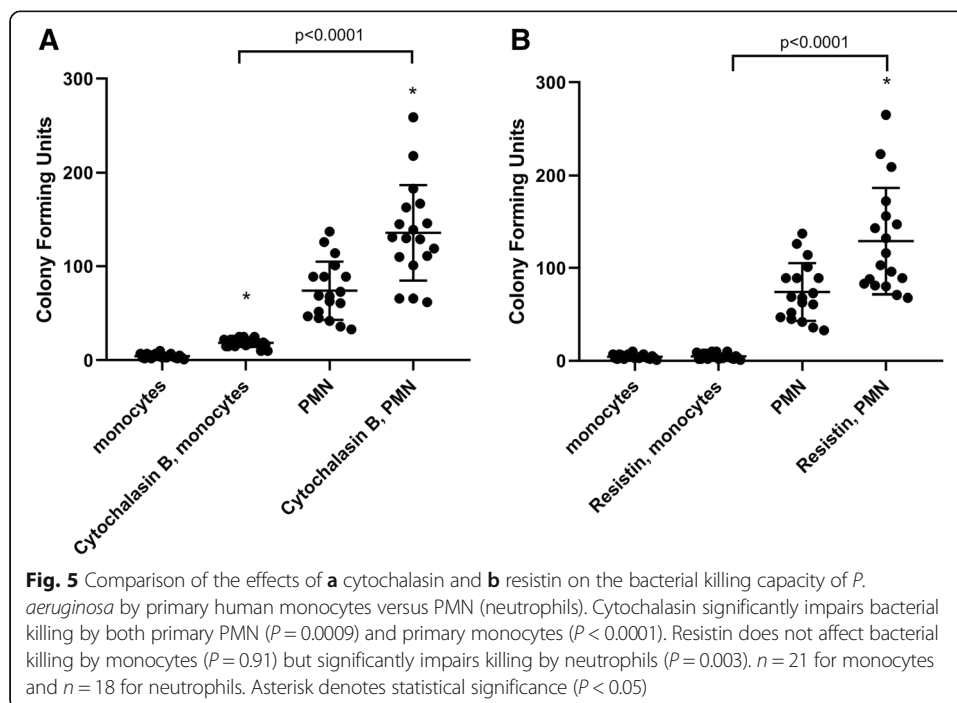 A
p<0.0001
300
200
100
0
Colony Forming Units
*
*
monocytes
Cytochalasin B, monocytes
PMN
Cytochalasin B, PMN
B
p<0.0001
300
200
100
0
Colony Forming Units
*
monocytes
Resistin, monocytes
PMN
Resistin, PMN
Fig. 5 Comparison of the effects of a cytochalasin and b resistin on the bacterial killing capacity of P.
aeruginosa by primary human monocytes versus PMN (neutrophils). Cytochalasin significantly impairs bacterial
killing by both primary PMN (P = 0.0009) and primary monocytes (P < 0.0001). Resistin does not affect bacterial
killing by monocytes (P = 0.91) but significantly impairs killing by neutrophils (P = 0.003). n = 21 for monocytes
and n = 18 for neutrophils. Asterisk denotes statistical significance (P < 0.05)